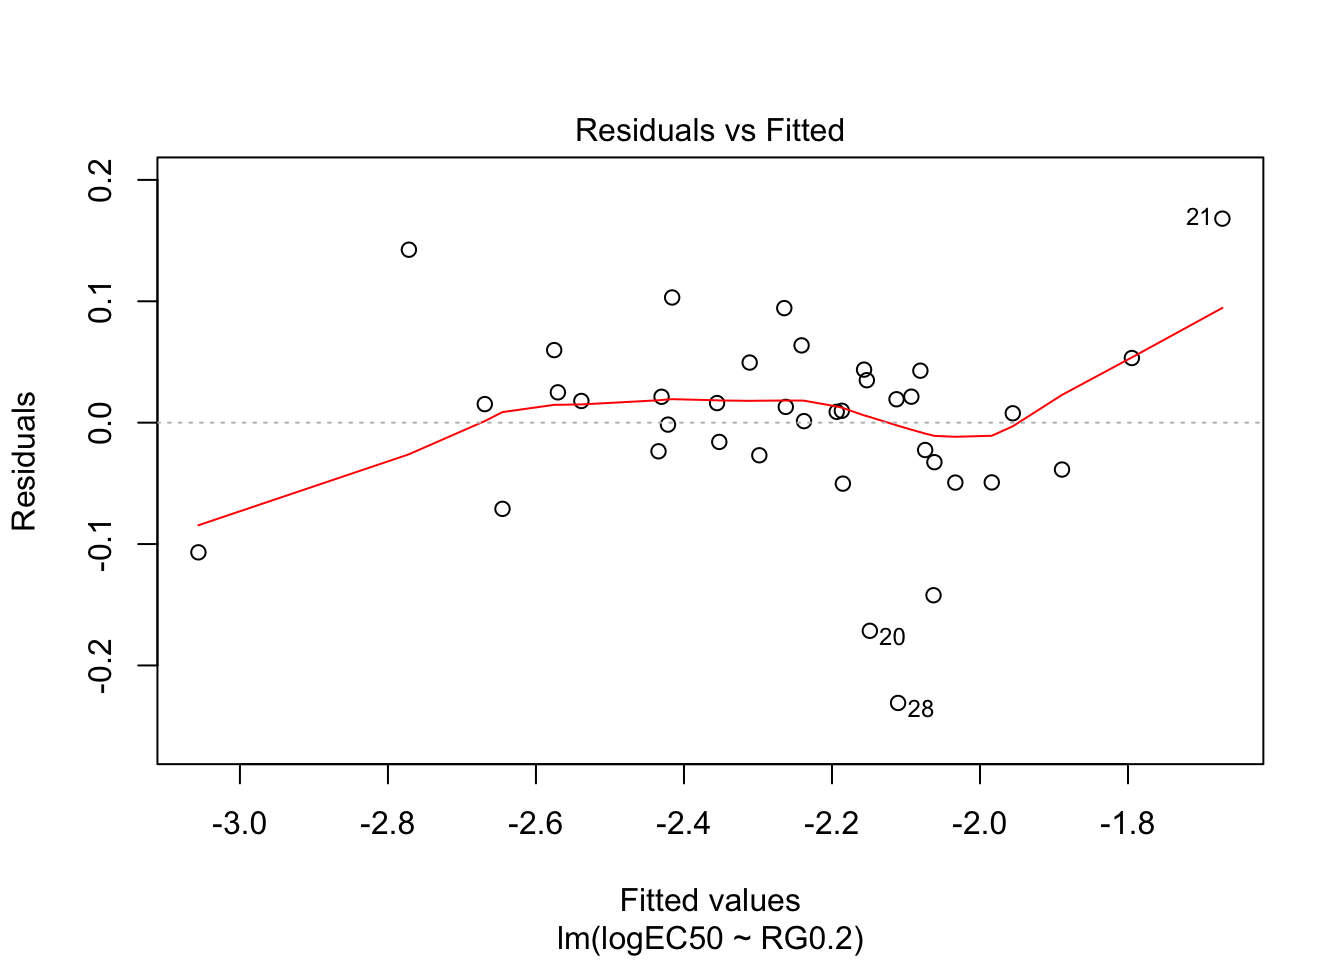 Residuals vs Fitted
Residuals
0.2
0.1
0.0
-0.1
-0.2
21
20
28
-3.0 -2.8 -2.6 -2.4 -2.2 -2.0 -1.8
Fitted values
lm(logEC50 ~ RG0.2)